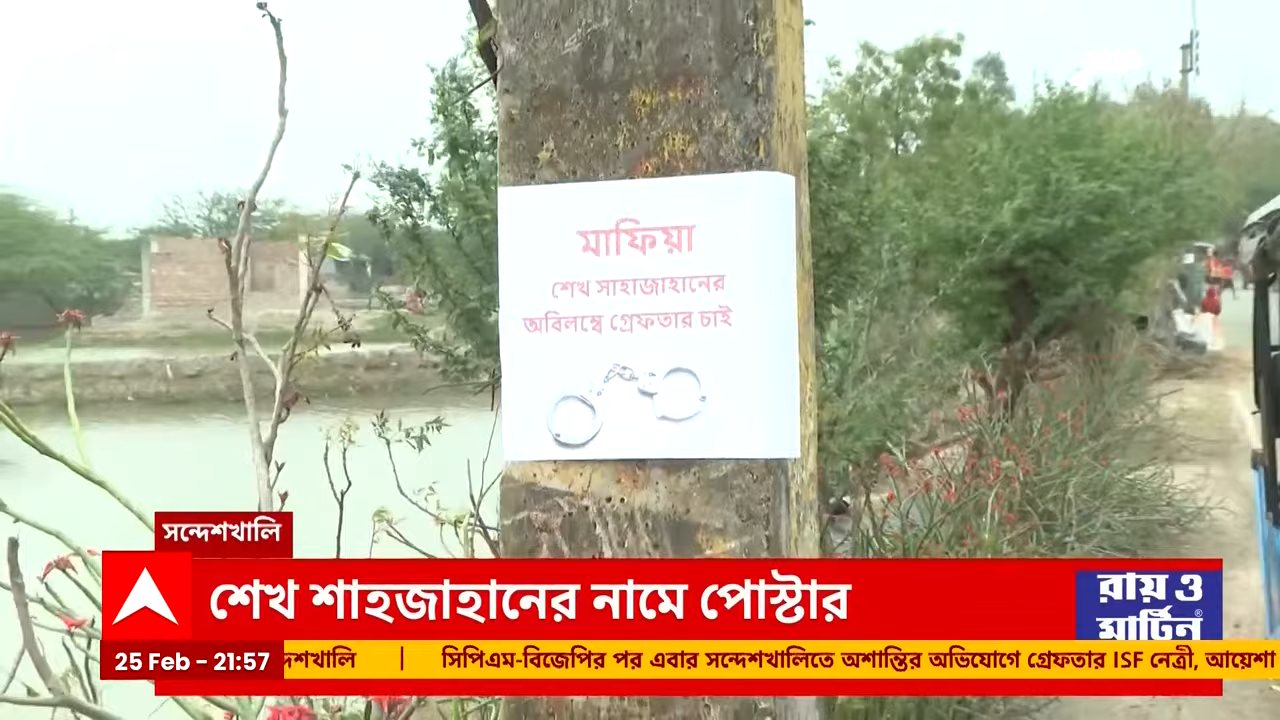 মাফিয়া
শেখ সাহাজাহানের
অবিলম্বে গ্রেফতার চাই
সন্দেশখালি
শেখ শাহজাহানের নামে পোস্টার
রায় ও
মার্টিন®
25 Feb - 21:57
দশখালি | সিপিএম-বিজেপির পর এবার সন্দেশখালিতে অশান্তির অভিযোগে গ্রেফতার ISF নেত্রী, আয়েশা